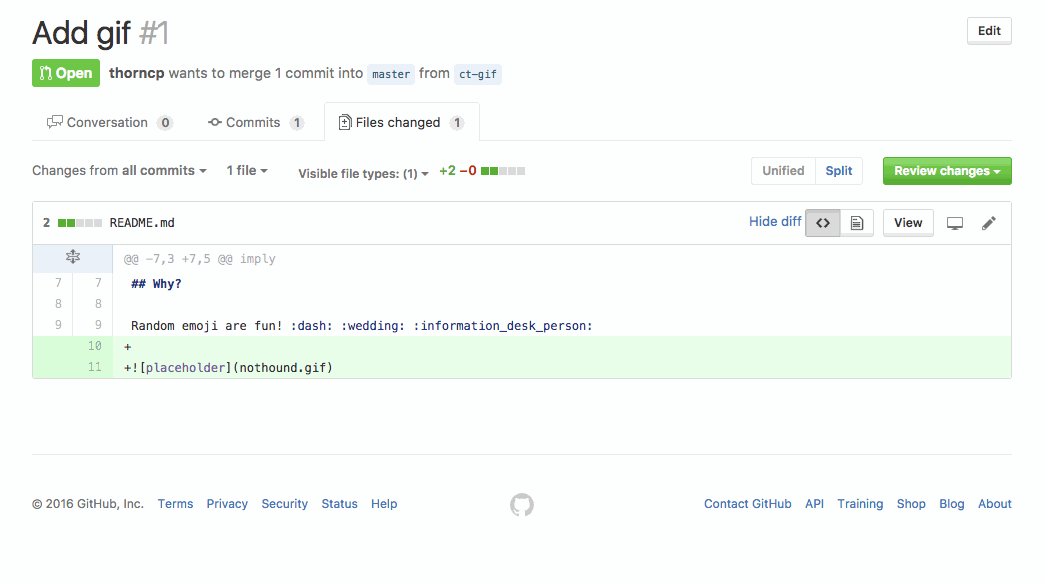 Add gif #1
Edit
Open thorncp wants to merge 1 commit into master from ct-gif
Conversation 0 Commits 1 Files changed 1
Changes from all commits 1 file Visible file types: (1) +2 −0 Unified Split Review changes
2 README.md Hide diff <> View
@@ -7,3 +7,5 @@ imply
7 7 ## Why?
8 8
9 9 Random emoji are fun! :dash: :wedding: :information_desk_person:
10 +
11 +![placeholder](nothound.gif)
© 2016 GitHub, Inc. Terms Privacy Security Status Help Contact GitHub API Training Shop Blog About